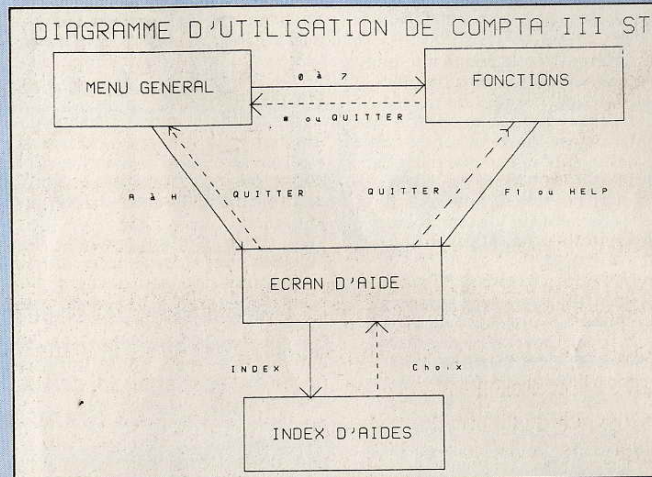 DIAGRAMME D'UTILISATION DE COMPTA III ST
MENU GENERAL
0 à 7
FONCTIONS
* ou QUITTER
A à H
QUITTER
QUITTER
F1 ou HELP
ECRAN D'AIDE
INDEX
Choix
INDEX D'AIDES